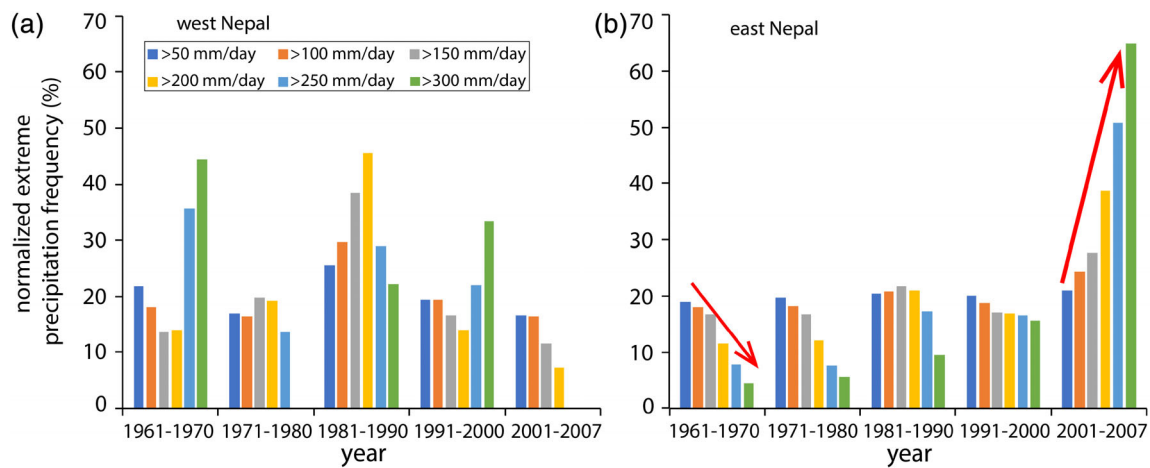 (a)
west Nepal
>50 mm/day >100 mm/day >150 mm/day
>200 mm/day >250 mm/day >300 mm/day
normalized extreme
precipitation frequency (%)
70
60
50
40
30
20
10
0
1961-1970 1971-1980 1981-1990 1991-2000 2001-2007
year
(b)
east Nepal
70
60
50
40
30
20
10
0
1961-1970 1971-1980 1981-1990 1991-2000 2001-2007
year